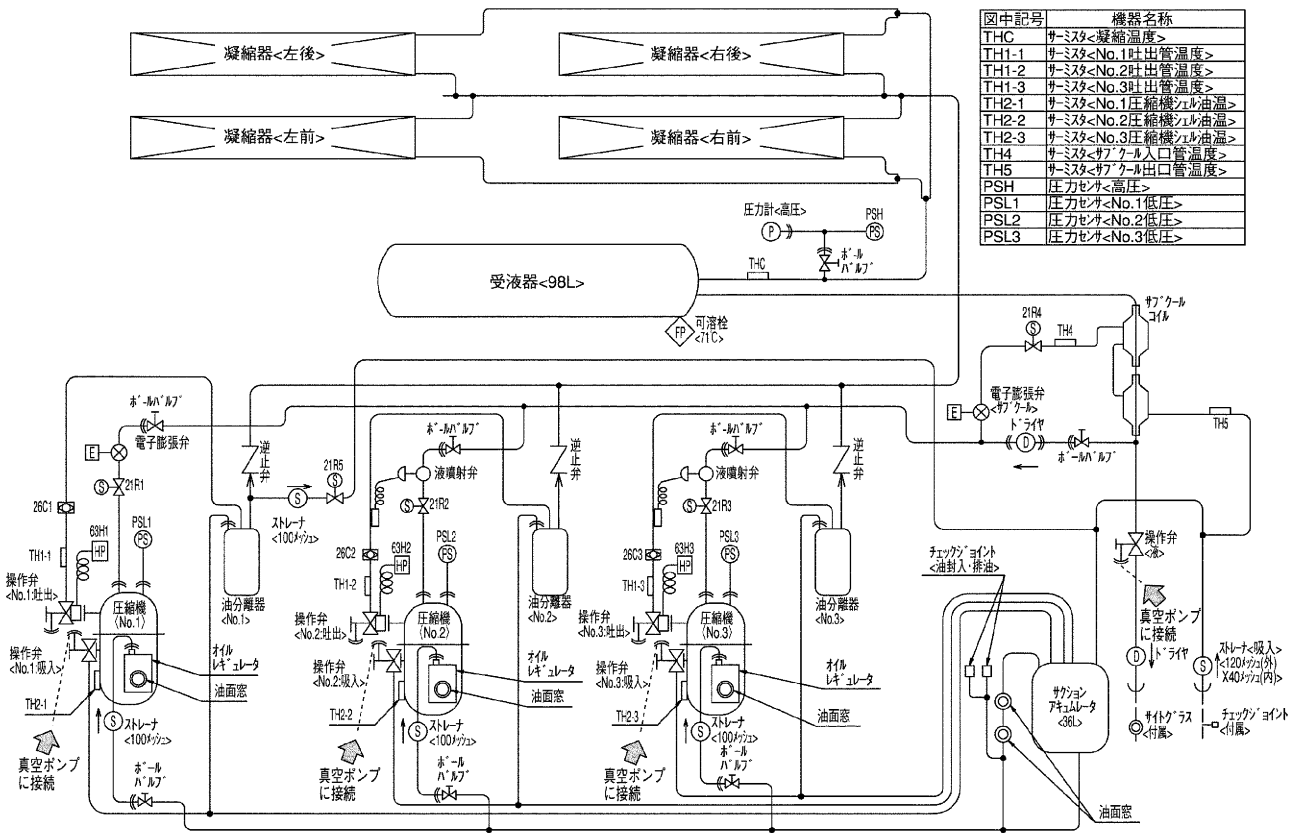 凝縮器<左後>
凝縮器<右後>
凝縮器<左前>
凝縮器<右前>
図中記号 機器名称
THC サーミスタ<凝縮温度>
TH1-1 サーミスタ<No.1吐出管温度>
TH1-2 サーミスタ<No.2吐出管温度>
TH1-3 サーミスタ<No.3吐出管温度>
TH2-1 サーミスタ<No.1圧縮機シェル油温>
TH2-2 サーミスタ<No.2圧縮機シェル油温>
TH2-3 サーミスタ<No.3圧縮機シェル油温>
TH4 サーミスタ<サブクール入口管温度>
TH5 サーミスタ<サブクール出口管温度>
PSH 圧力センサ<高圧>
PSL1 圧力センサ<No.1低圧>
PSL2 圧力センサ<No.2低圧>
PSL3 圧力センサ<No.3低圧>
圧力計<高圧>
P
PSH
PS
ボール
バルブ
THC
受液器<98L>
FP
可溶栓
<71℃>
サブクール
コイル
21R4
S
TH4
E
電子膨張弁
<サブクール>
ドライヤ
D
ボールバルブ
TH5
ボールバルブ
電子膨張弁
E
S
21R1
26C1
TH1-1
63H1
HP
PSL1
PS
操作弁
<No.1:吐出>
操作弁
<No.1:吸入>
圧縮機
(No.1)
逆止弁
S
ストレーナ
<100メッシュ>
21R5
S
油分離器
<No.1>
オイル
レギュレータ
油面窓
TH2-1
S
ストレーナ
<100メッシュ>
真空ポンプ
に接続
ボール
バルブ
ボールバルブ
液噴射弁
S
21R2
26C2
TH1-2
63H2
HP
PSL2
PS
操作弁
<No.2:吐出>
操作弁
<No.2:吸入>
圧縮機
(No.2)
逆止弁
油分離器
<No.2>
オイル
レギュレータ
油面窓
TH2-2
S
ストレーナ
<100メッシュ>
真空ポンプ
に接続
ボール
バルブ
ボールバルブ
液噴射弁
S
21R3
26C3
TH1-3
63H3
HP
PSL3
PS
操作弁
<No.3:吐出>
操作弁
<No.3:吸入>
圧縮機
(No.3)
逆止弁
油分離器
<No.3>
オイル
レギュレータ
油面窓
TH2-3
S
ストレーナ
<100メッシュ>
真空ポンプ
に接続
ボール
バルブ
チェックジョイント
<油封入・排油>
操作弁
<液>
真空ポンプ
に接続
D
ドライヤ
S
ストレーナ<吸入>
<120メッシュ(外)
X40メッシュ(内)>
サクション
アキュムレータ
<36L>
サイトグラス
<付属>
チェックジョイント
<付属>
油面窓